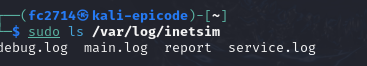 ┌──(fc2714㉿kali-epicode)-[~]
└─$ sudo ls /var/log/inetsim
debug.log  main.log  report  service.log